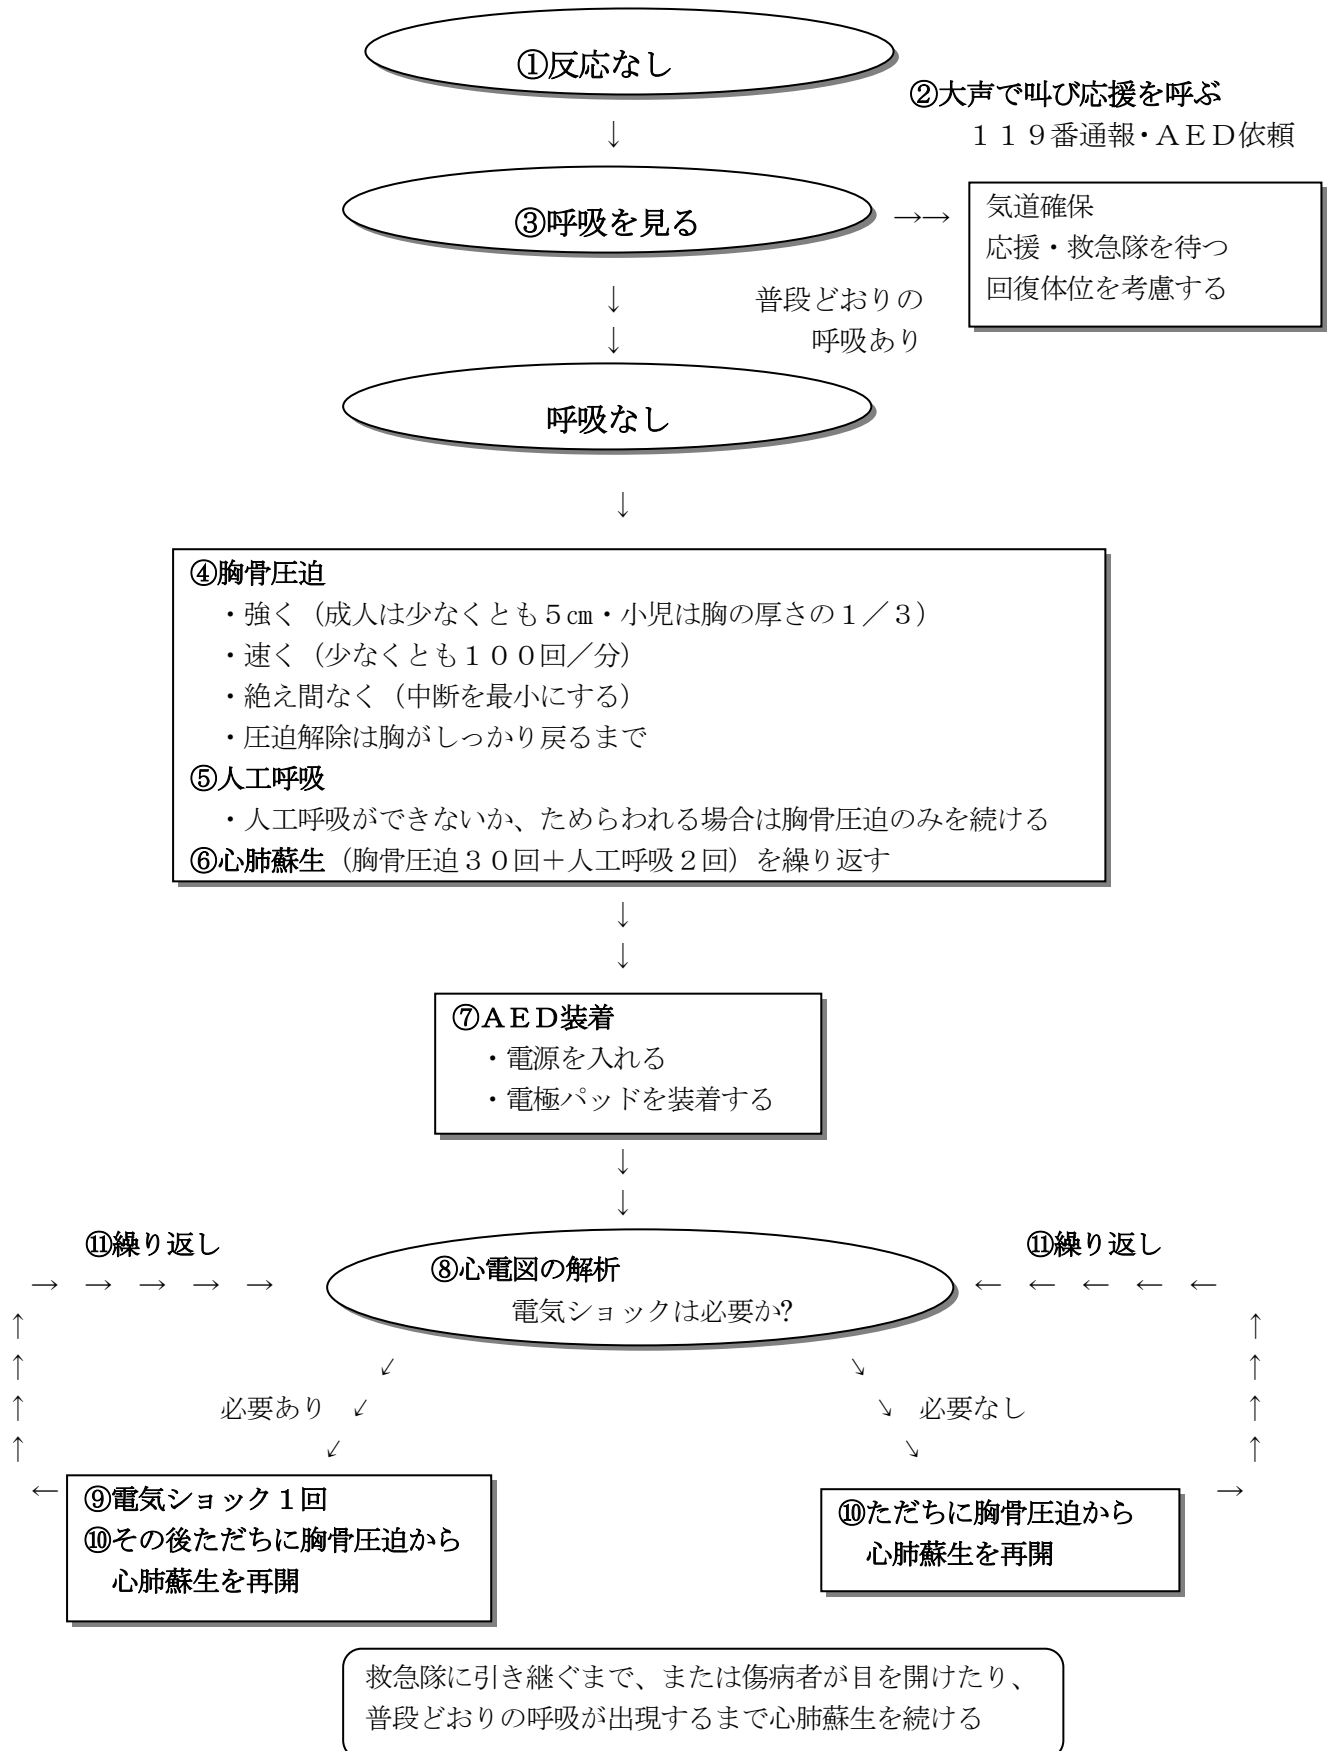 ①反応なし
②大声で叫び応援を呼ぶ
１１９番通報・ＡＥＤ依頼
↓
③呼吸を見る
→→
気道確保
応援・救急隊を待つ
回復体位を考慮する
↓
↓
普段どおりの
呼吸あり
呼吸なし
↓
④胸骨圧迫
・強く（成人は少なくとも５㎝・小児は胸の厚さの１／３）
・速く（少なくとも１００回／分）
・絶え間なく（中断を最小にする）
・圧迫解除は胸がしっかり戻るまで
⑤人工呼吸
・人工呼吸ができないか、ためらわれる場合は胸骨圧迫のみを続ける
⑥心肺蘇生（胸骨圧迫３０回＋人工呼吸２回）を繰り返す
↓
↓
⑦ＡＥＤ装着
・電源を入れる
・電極パッドを装着する
↓
↓
⑪繰り返し
⑪繰り返し
→ → → → →
⑧心電図の解析
電気ショックは必要か?
← ← ← ← ←
↑ ↑
↑ ↙ ↘ ↑
↑ 必要あり ↙ ↘ 必要なし ↑
↑ ↙ ↘ ↑
←
⑨電気ショック１回
⑩その後ただちに胸骨圧迫から
心肺蘇生を再開
⑩ただちに胸骨圧迫から
心肺蘇生を再開
→
救急隊に引き継ぐまで、または傷病者が目を開けたり、
普段どおりの呼吸が出現するまで心肺蘇生を続ける